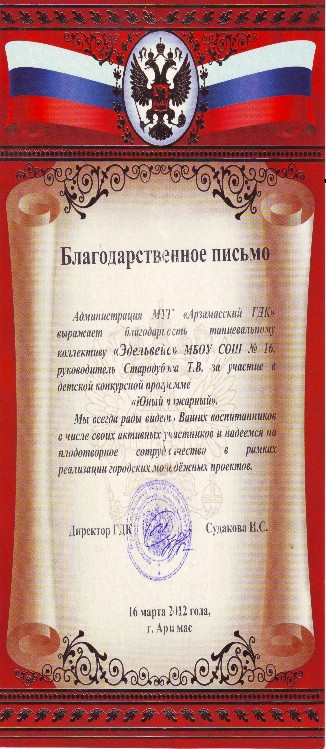 Благодарственное письмо
Администрация «Арзамасский ГДК»
выражает благодарность танцевальному
коллективу «Эдельвейс» МБОУ СОШ № 16,
руководитель Стародубка Т.В. за участие в
детской конкурсной программе
«Юный пожарный».
Мы всегда рады видеть Ваших воспитанников
в числе своих активных участников и надеемся на
плодотворное сотрудничество в рамках
реализации городских молодёжных проектов.
Директор ГДК Судакова И.С.
16 марта 2012 года,
г. Арзамас